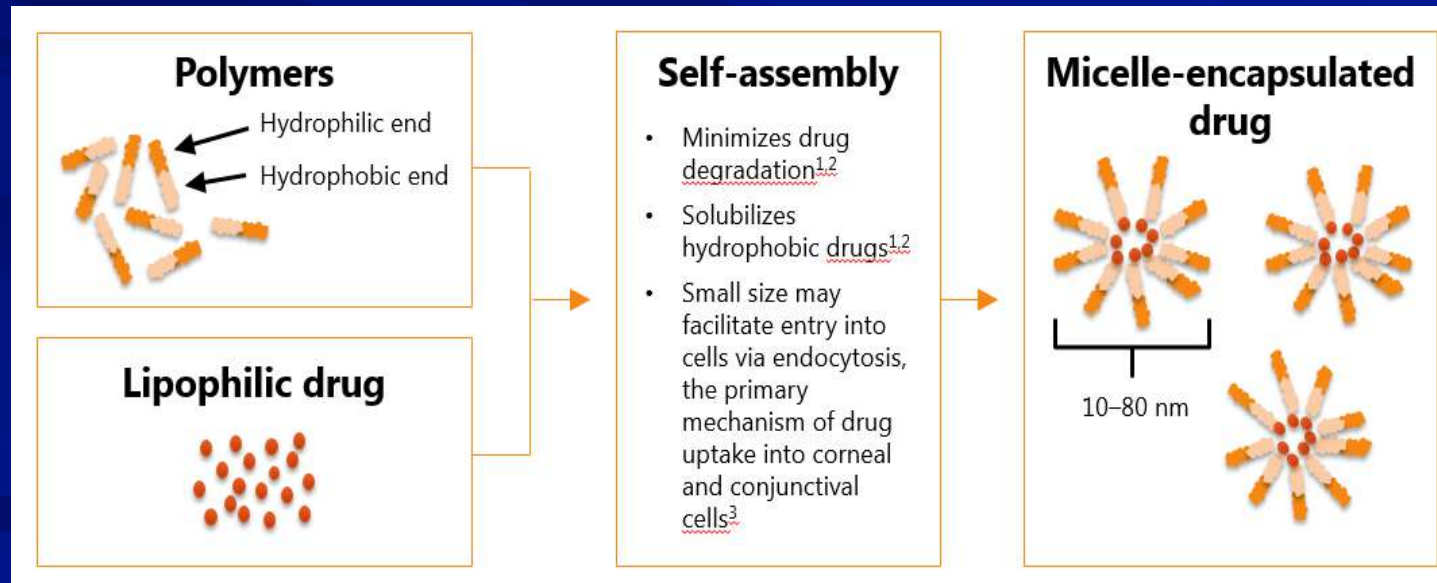 Polymers
Hydrophilic end
Hydrophobic end
Lipophilic drug
Self-assembly
• Minimizes drug
degradation1,2
• Solubilizes
hydrophobic drugs1,2
• Small size may
facilitate entry into
cells via endocytosis,
the primary
mechanism of drug
uptake into corneal
and conjunctival
cells3
Micelle-encapsulated
drug
10–80 nm